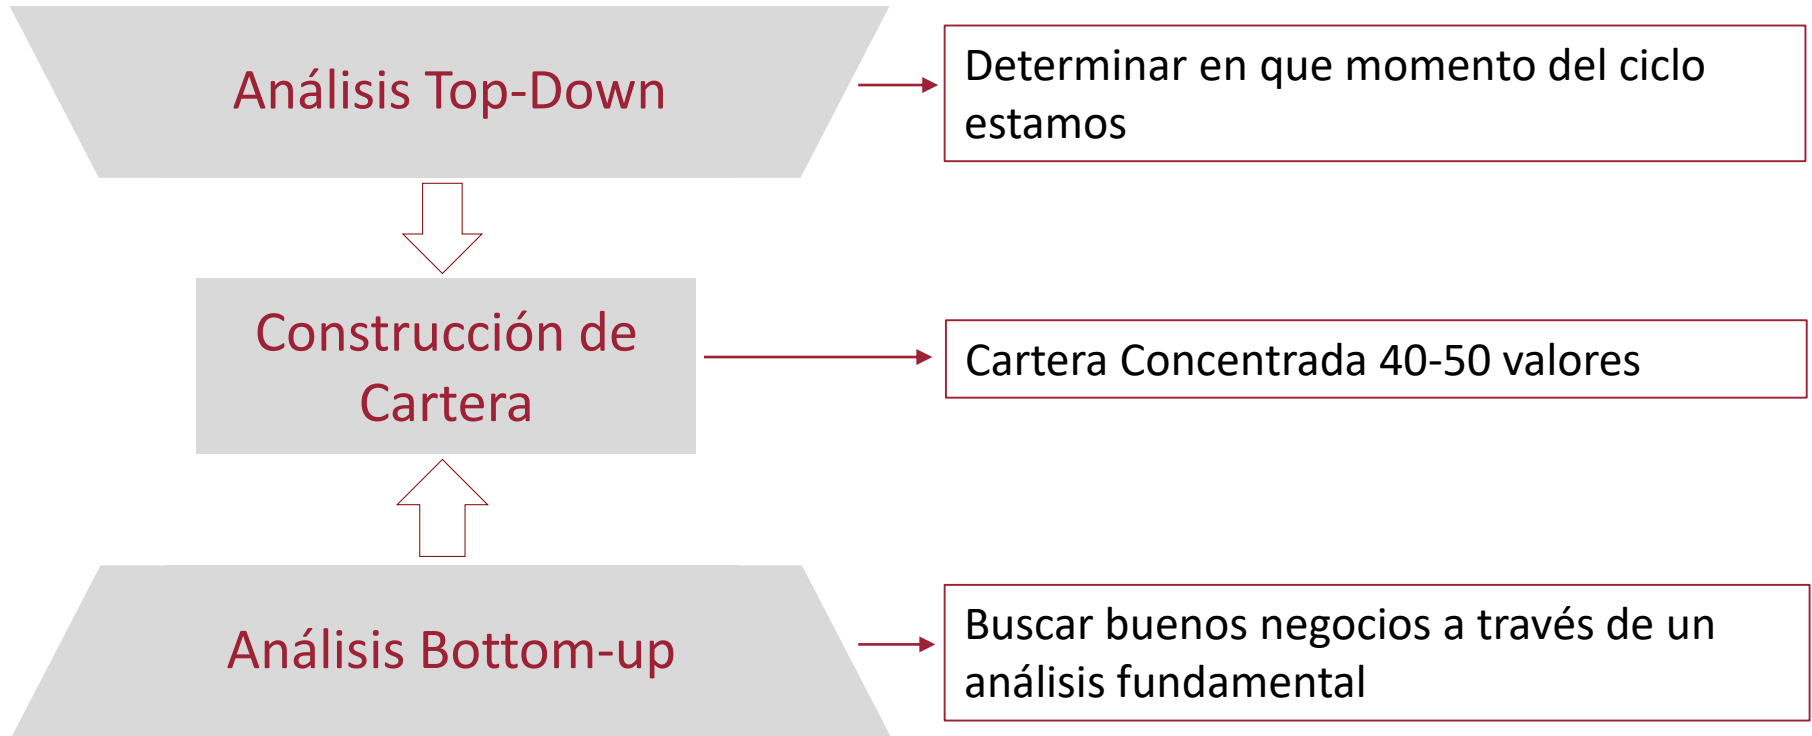 Análisis Top-Down
Determinar en que momento del ciclo
estamos
Construcción de
Cartera
Cartera Concentrada 40-50 valores
Análisis Bottom-up
Buscar buenos negocios a través de un
análisis fundamental